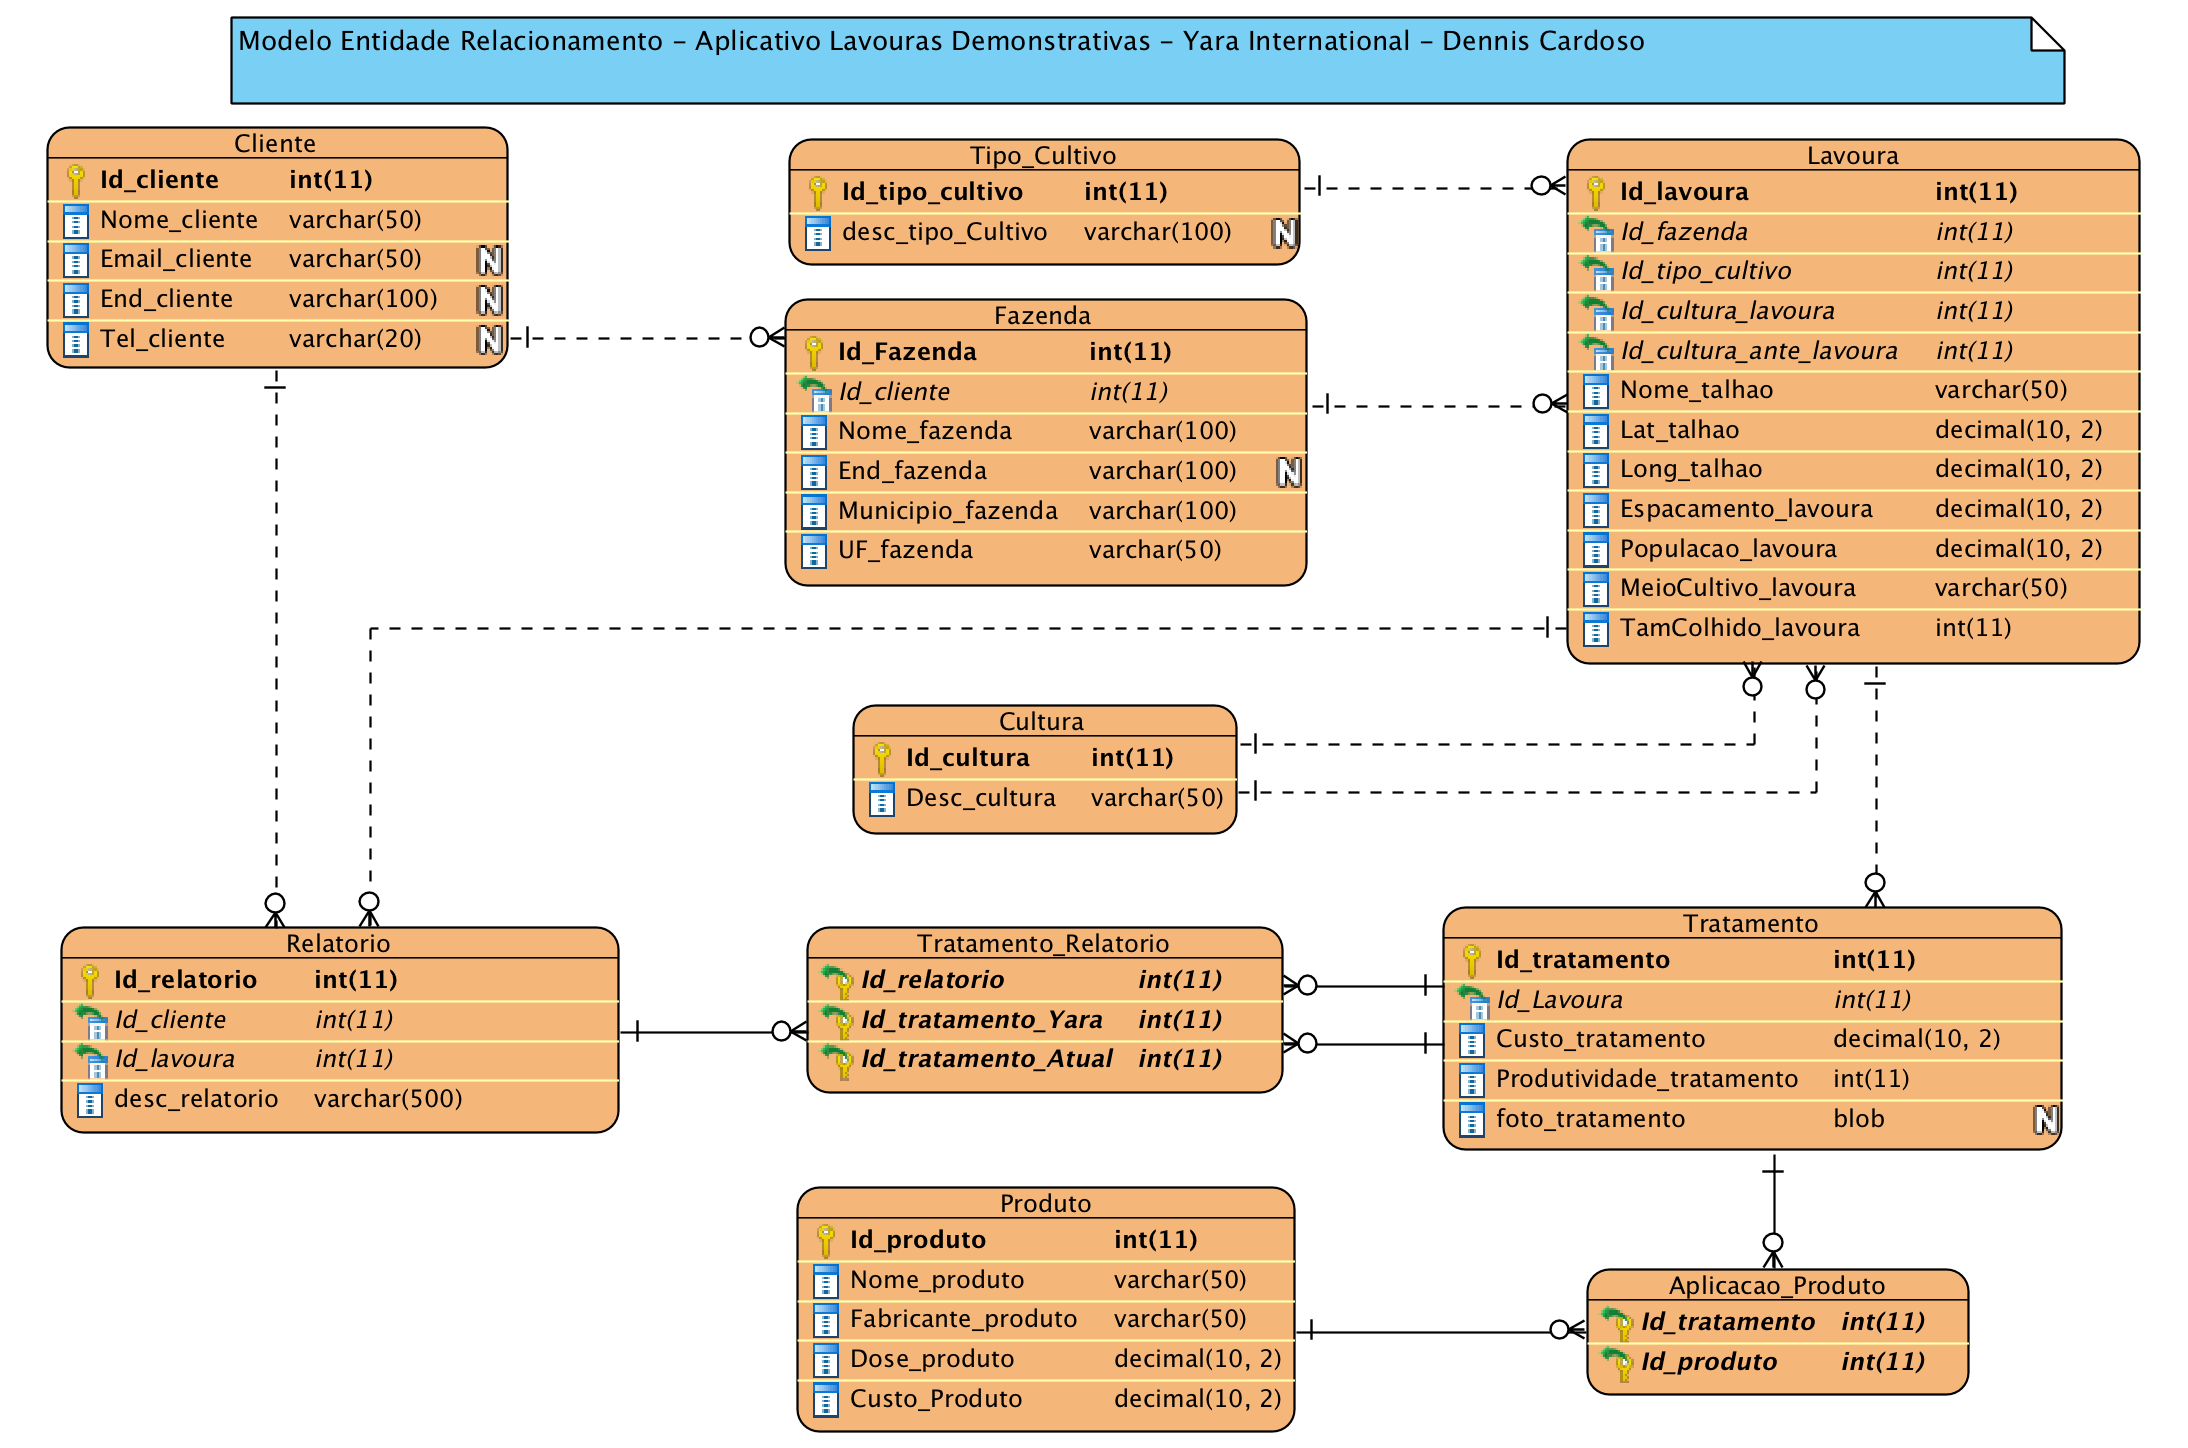 Modelo Entidade Relacionamento - Aplicativo Lavouras Demonstrativas - Yara International - Dennis Cardoso
Cliente
Id_cliente int(11)
Nome_cliente varchar(50)
Email_cliente varchar(50) N
End_cliente varchar(100) N
Tel_cliente varchar(20) N
Tipo_Cultivo
Id_tipo_cultivo int(11)
desc_tipo_Cultivo varchar(100) N
Fazenda
Id_Fazenda int(11)
Id_cliente int(11)
Nome_fazenda varchar(100)
End_fazenda varchar(100) N
Municipio_fazenda varchar(100)
UF_fazenda varchar(50)
Lavoura
Id_lavoura int(11)
Id_fazenda int(11)
Id_tipo_cultivo int(11)
Id_cultura_lavoura int(11)
Id_cultura_ante_lavoura int(11)
Nome_talhao varchar(50)
Lat_talhao decimal(10, 2)
Long_talhao decimal(10, 2)
Espacamento_lavoura decimal(10, 2)
Populacao_lavoura decimal(10, 2)
MeioCultivo_lavoura varchar(50)
TamColhido_lavoura int(11)
Cultura
Id_cultura int(11)
Desc_cultura varchar(50)
Relatorio
Id_relatorio int(11)
Id_cliente int(11)
Id_lavoura int(11)
desc_relatorio varchar(500)
Tratamento_Relatorio
Id_relatorio int(11)
Id_tratamento_Yara int(11)
Id_tratamento_Atual int(11)
Tratamento
Id_tratamento int(11)
Id_Lavoura int(11)
Custo_tratamento decimal(10, 2)
Produtividade_tratamento int(11)
foto_tratamento blob N
Produto
Id_produto int(11)
Nome_produto varchar(50)
Fabricante_produto varchar(50)
Dose_produto decimal(10, 2)
Custo_Produto decimal(10, 2)
Aplicacao_Produto
Id_tratamento int(11)
Id_produto int(11)